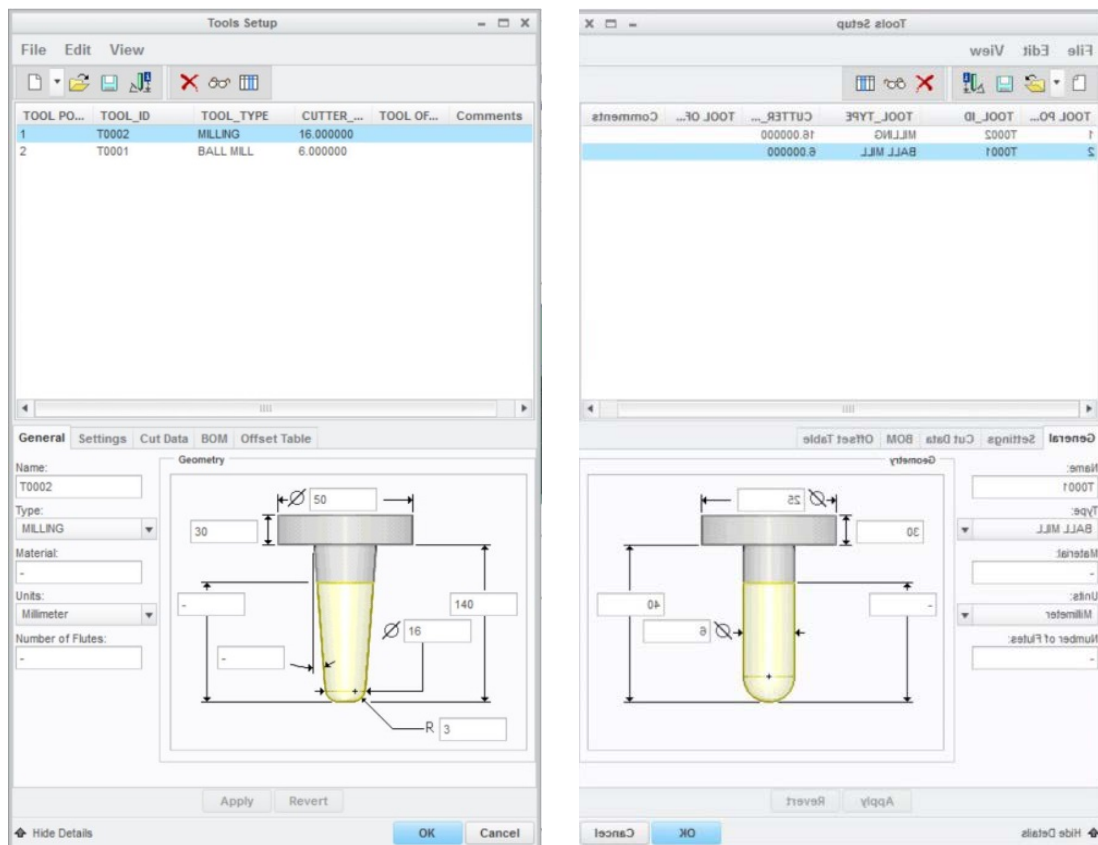 Tools Setup
File Edit View
TOOL PO... TOOL_ID TOOL_TYPE CUTTER_... TOOL OF... Comments
1 T0002 MILLING 16.000000
2 T0001 BALL MILL 6.000000
General Settings Cut Data BOM Offset Table
Name:
T0002
Type:
MILLING
Material:
-
Units:
Millimeter
Number of Flutes:
-
Geometry
Ø 50
30
-
140
Ø 16
-
R 3
Apply Revert
Hide Details OK Cancel
Tools Setup
File Edit View
TOOL PO... TOOL_ID TOOL_TYPE CUTTER_... TOOL OF... Comments
1 T0002 MILLING 16.000000
2 T0001 BALL MILL 6.000000
General Settings Cut Data BOM Offset Table
Name:
T0001
Type:
BALL MILL
Material:
-
Units:
Millimeter
Number of Flutes:
-
Geometry
Ø 25
30
-
40
Ø 6
Apply Revert
Hide Details OK Cancel